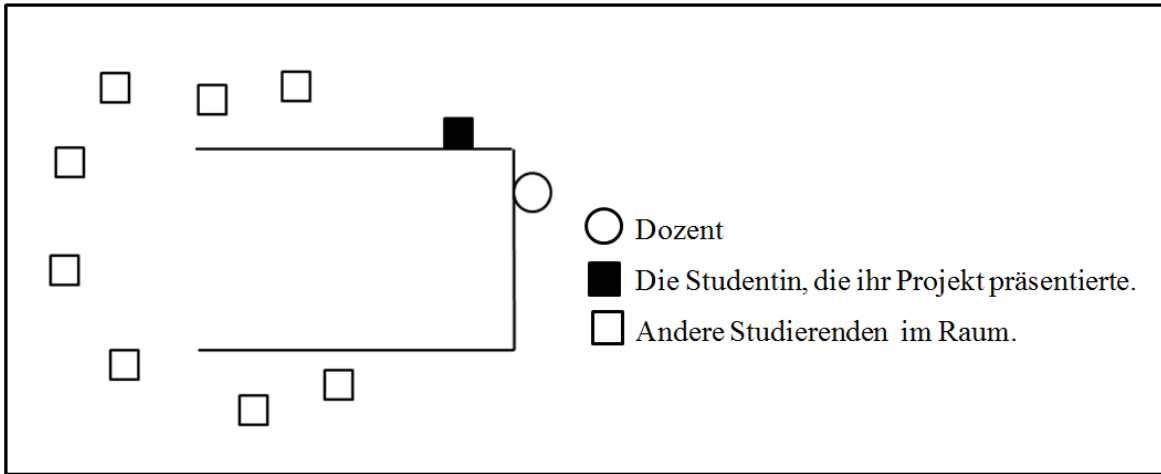 Dozent
Die Studentin, die ihr Projekt präsentierte.
Andere Studierenden im Raum.